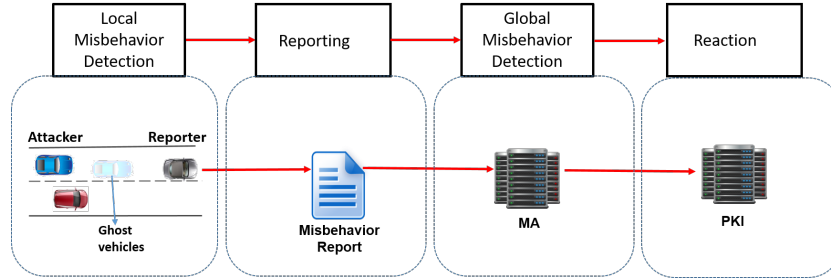 Local
Misbehavior
Detection
Reporting
Global
Misbehavior
Detection
Reaction
Attacker
Reporter
Ghost
vehicles
Misbehavior
Report
MA
PKI